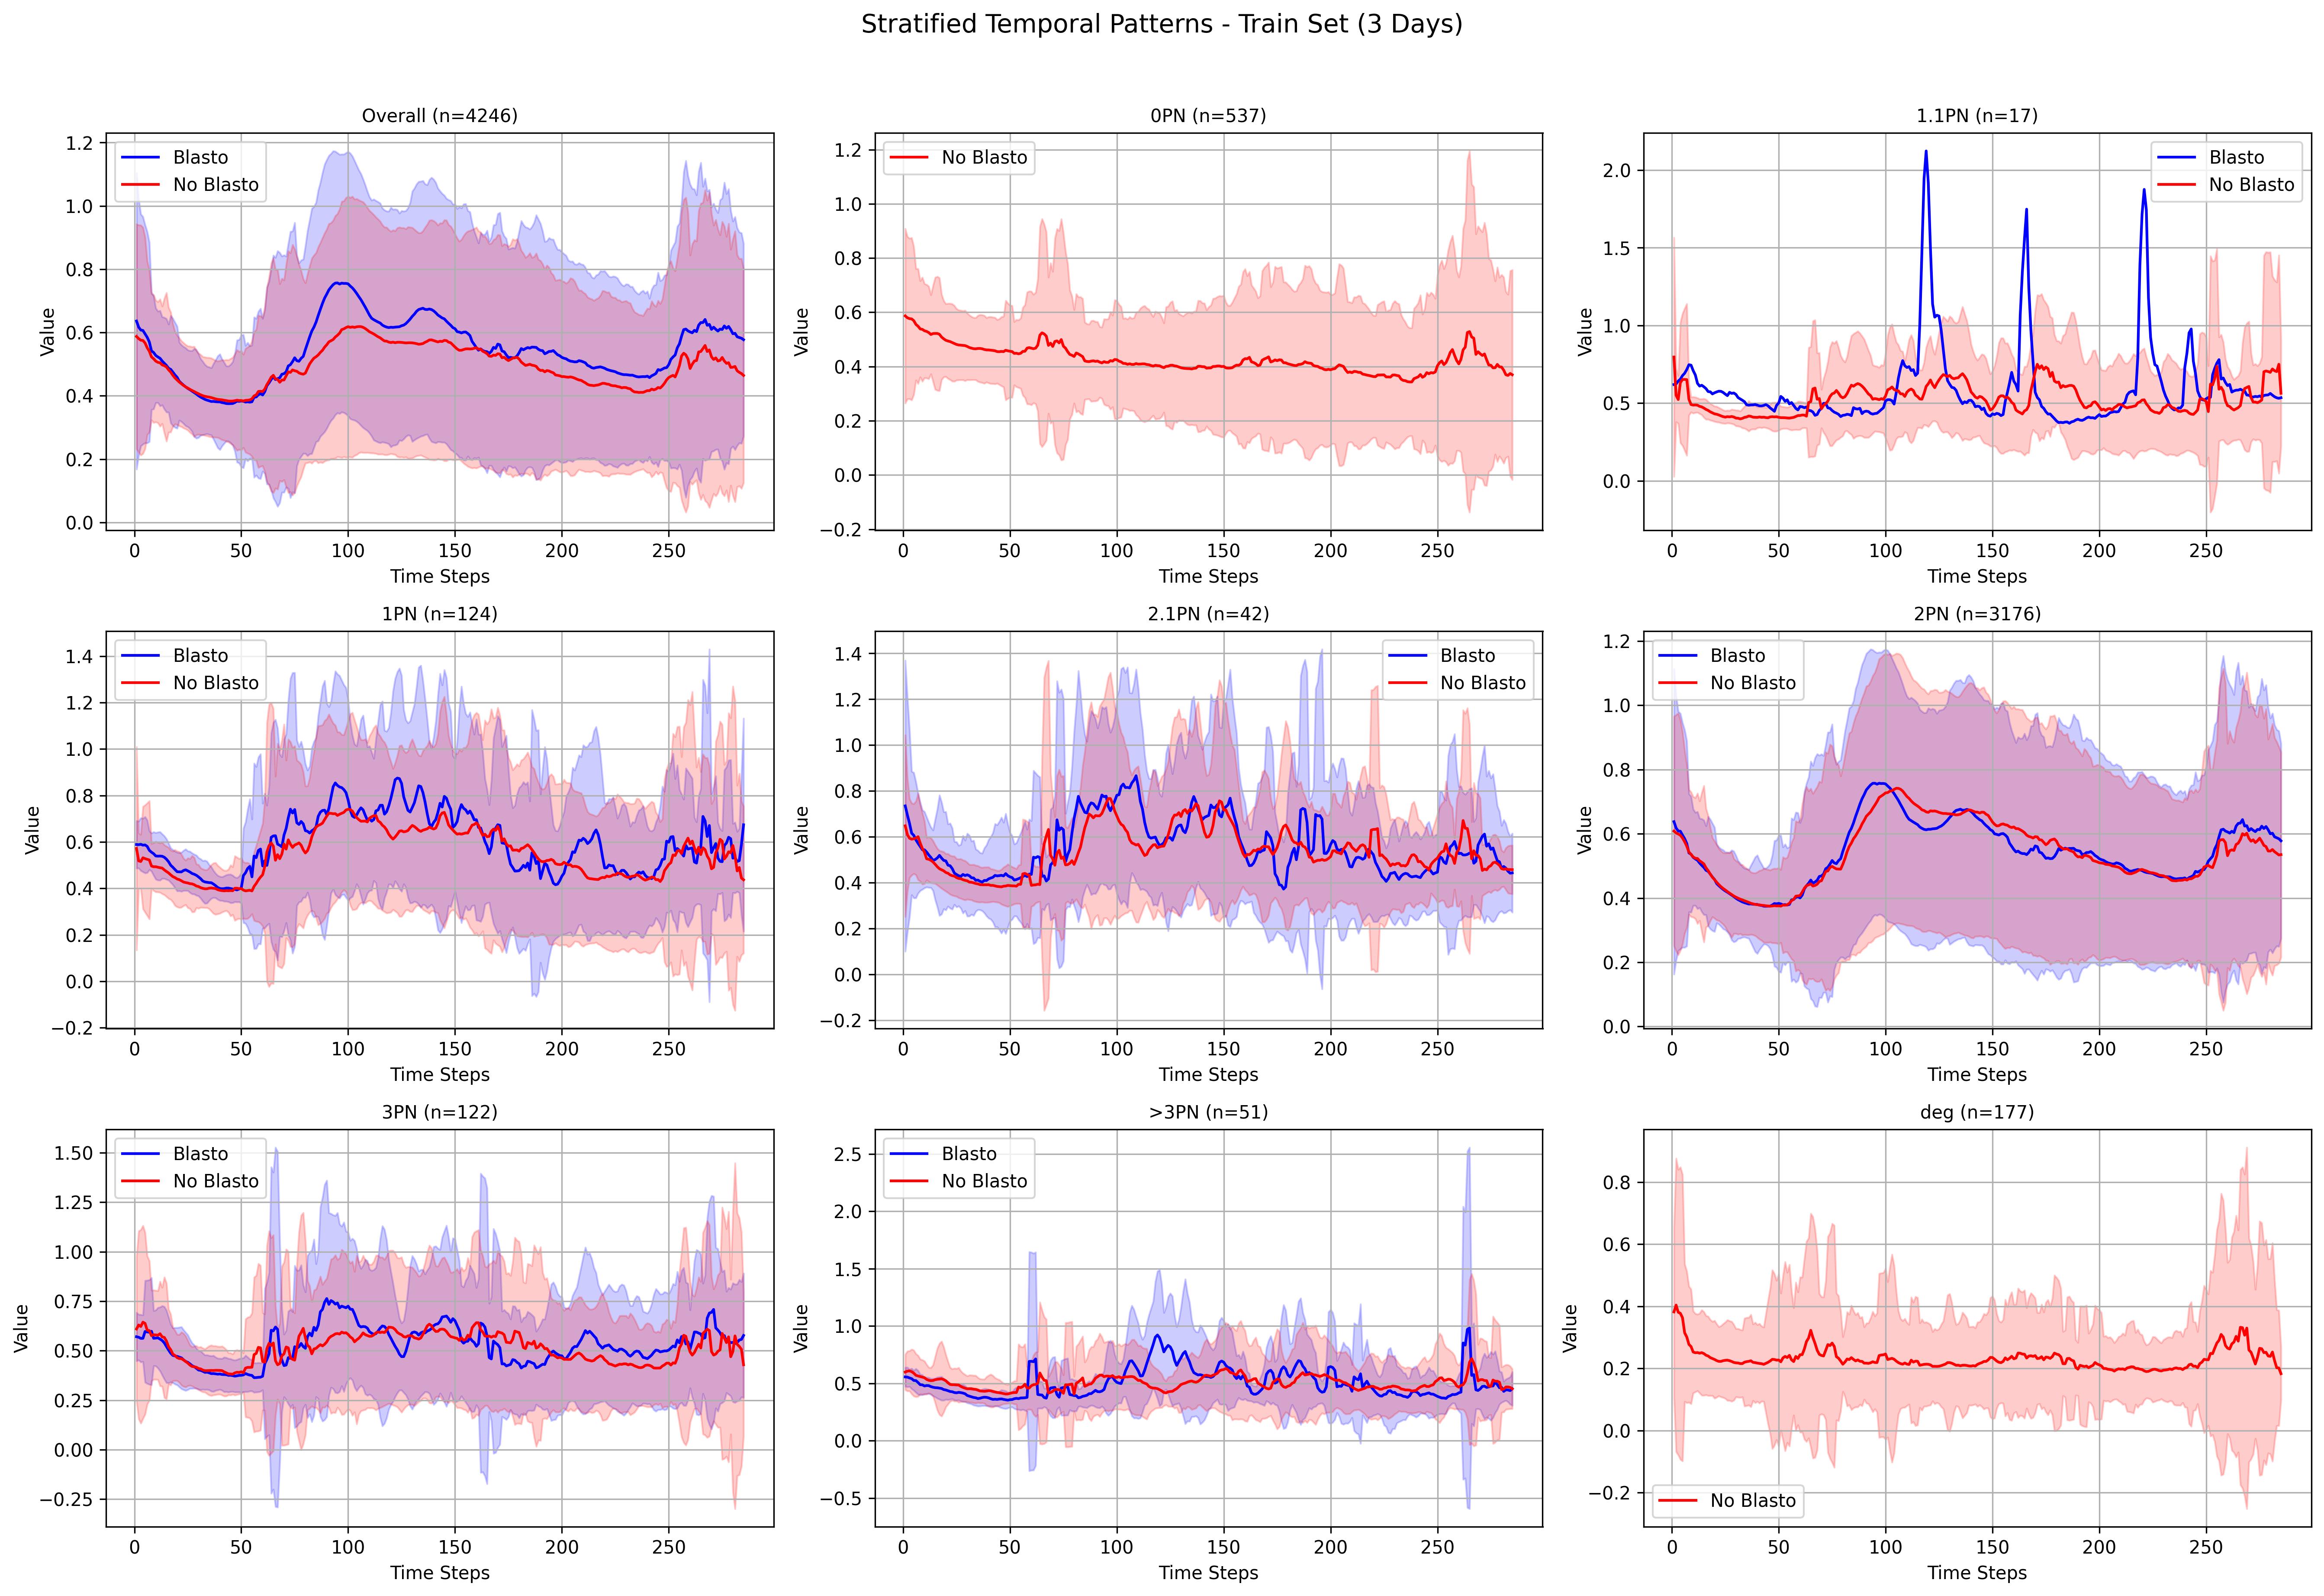 Stratified Temporal Patterns - Train Set (3 Days)
Overall (n=4246)
Blasto
No Blasto
Value
1.2
1.0
0.8
0.6
0.4
0.2
0.0
0 50 100 150 200 250
Time Steps
0PN (n=537)
No Blasto
Value
1.2
1.0
0.8
0.6
0.4
0.2
0.0
−0.2
0 50 100 150 200 250
Time Steps
1.1PN (n=17)
Blasto
No Blasto
Value
2.0
1.5
1.0
0.5
0.0
0 50 100 150 200 250
Time Steps
1PN (n=124)
Blasto
No Blasto
Value
1.4
1.2
1.0
0.8
0.6
0.4
0.2
0.0
−0.2
0 50 100 150 200 250
Time Steps
2.1PN (n=42)
Blasto
No Blasto
Value
1.4
1.2
1.0
0.8
0.6
0.4
0.2
0.0
−0.2
0 50 100 150 200 250
Time Steps
2PN (n=3176)
Blasto
No Blasto
Value
1.2
1.0
0.8
0.6
0.4
0.2
0.0
0 50 100 150 200 250
Time Steps
3PN (n=122)
Blasto
No Blasto
Value
1.50
1.25
1.00
0.75
0.50
0.25
0.00
−0.25
0 50 100 150 200 250
Time Steps
>3PN (n=51)
Blasto
No Blasto
Value
2.5
2.0
1.5
1.0
0.5
0.0
−0.5
0 50 100 150 200 250
Time Steps
deg (n=177)
No Blasto
Value
0.8
0.6
0.4
0.2
0.0
−0.2
0 50 100 150 200 250
Time Steps